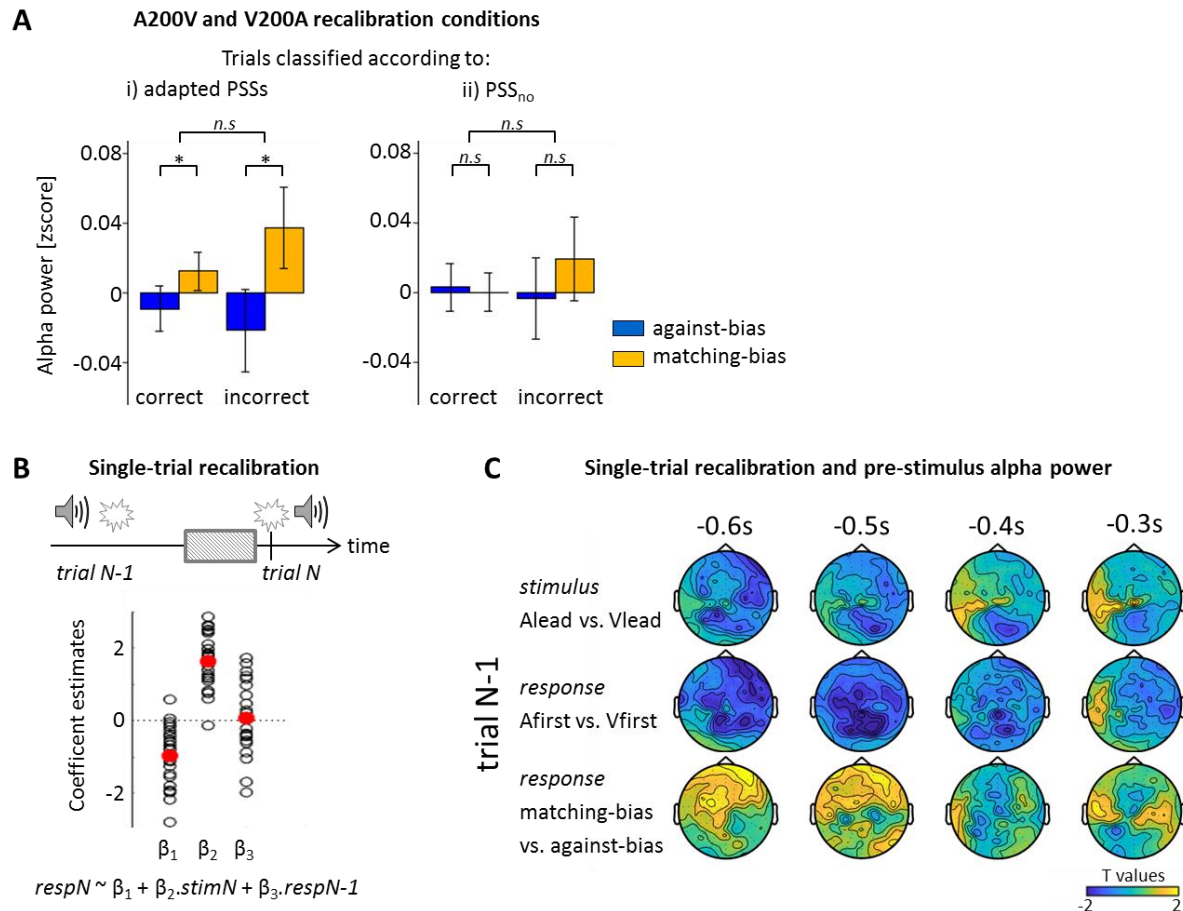 A
A200V and V200A recalibration conditions
Trials classified according to:
i) adapted PSSs
ii) PSSno
n.s
n.s
*
*
n.s
n.s
0.08
0.04
0
-0.04
0.08
0.04
0
-0.04
Alpha power [zscore]
correct
incorrect
correct
incorrect
against-bias
matching-bias
B
Single-trial recalibration
time
trial N-1
trial N
2
0
-2
Coefficent estimates
β1
β2
β3
respN ~ β1 + β2.stimN + β3.respN-1
C
Single-trial recalibration and pre-stimulus alpha power
-0.6s
-0.5s
-0.4s
-0.3s
trial N-1
stimulus
Alead vs. Vlead
response
Afirst vs. Vfirst
response
matching-bias
vs. against-bias
T values
-2
2